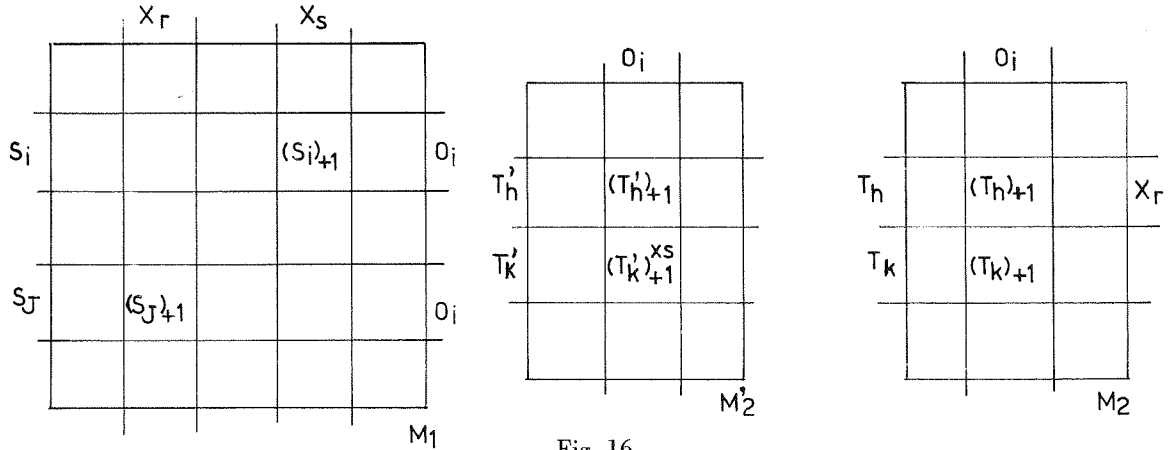 Xr Xs
Si (Si)+1 Oi
SJ (SJ)+1 Oi
M1
Oi
T'h (T'h)+1
T'k (T'k)+1^Xs
M'2
Oi
Th (Th)+1 Xr
Tk (Tk)+1
M2
Fig. 16